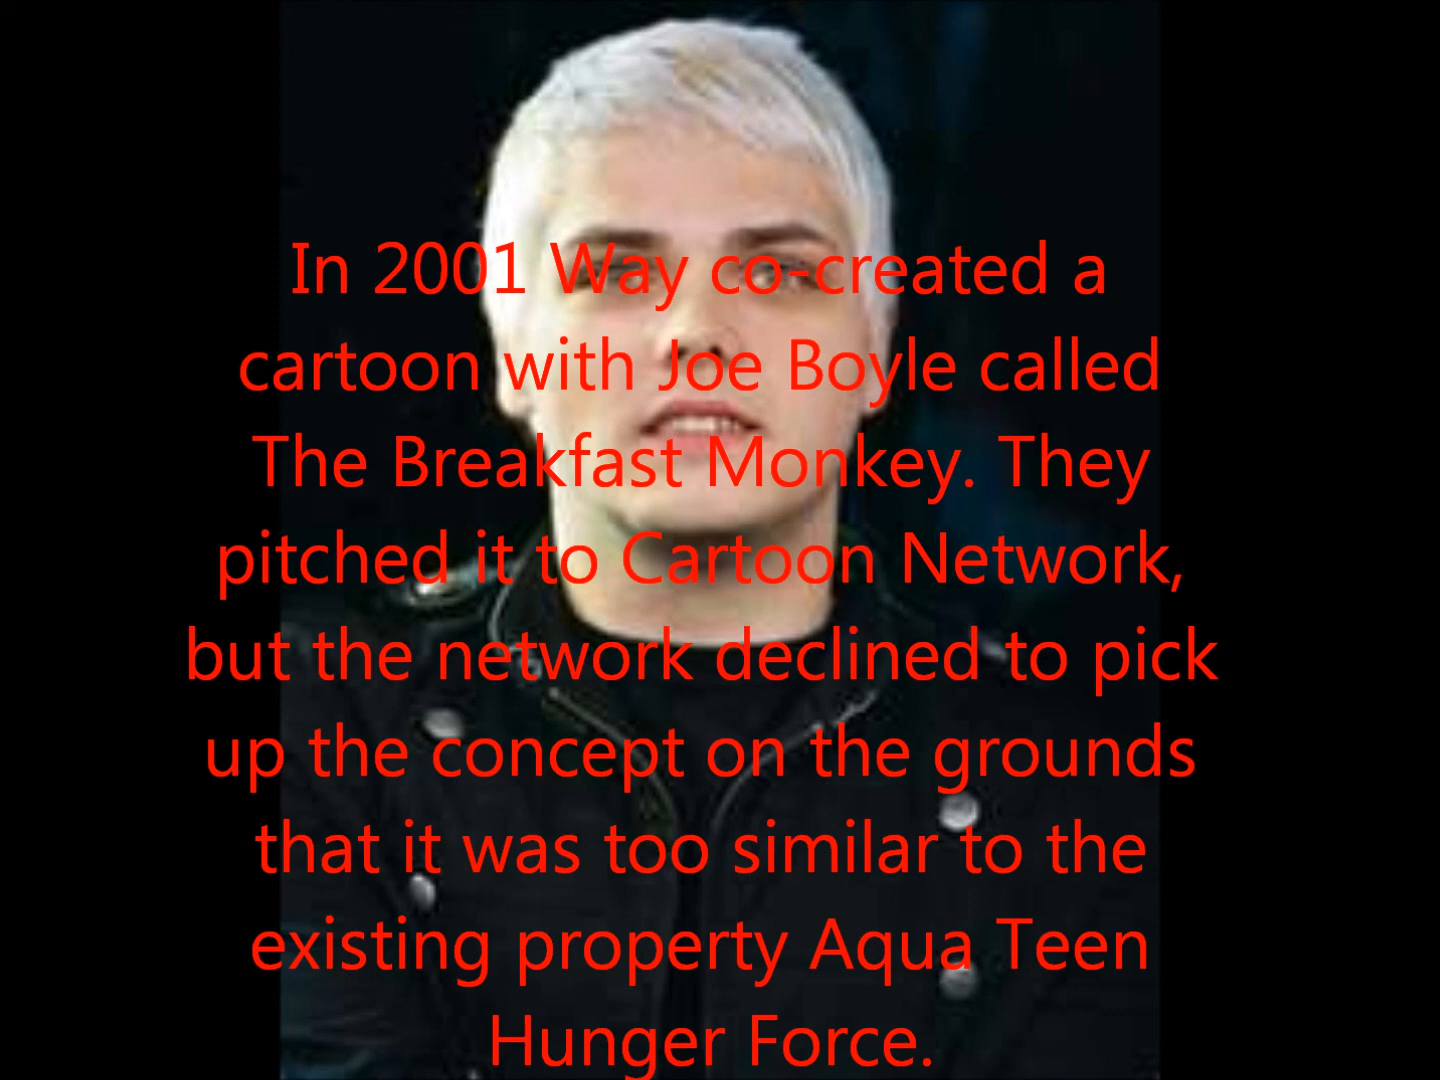 In 2001 Way co-created a
cartoon with Joe Boyle called
The Breakfast Monkey. They
pitched it to Cartoon Network,
but the network declined to pick
up the concept on the grounds
that it was too similar to the
existing property Aqua Teen
Hunger Force.